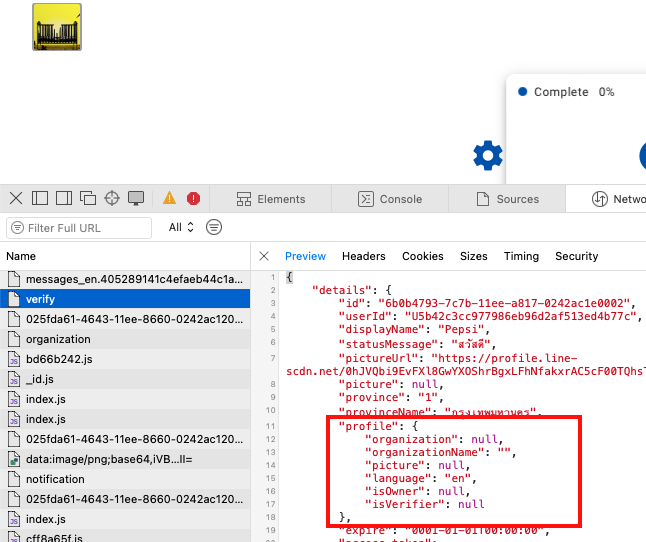 Complete 0%
Elements
Console
Sources
Netwo
Filter Full URL
All
Name
Preview
Headers
Cookies
Sizes
Timing
Security
messages_en.405289141c4efaeb44c1a...
verify
025fda61-4643-11ee-8660-0242ac120...
organization
bd66b242.js
_id.js
index.js
index.js
025fda61-4643-11ee-8660-0242ac120...
data:image/png;base64,iVB...ll=
notification
025fda61-4643-11ee-8660-0242ac120...
index.js
cff8a65f.js
1 {
2 "details": {
3 "id": "6b0b4793-7c7b-11ee-a817-0242ac1e0002",
4 "userId": "U5b42c3cc977986eb96d2af513ed4b77c",
5 "displayName": "Pepsi",
6 "statusMessage": "สวัสดี",
7 "pictureUrl": "https://profile.line-
scdn.net/0hJVQbi9EvFXl8GwYXOShrBgxLFhNfakxrAC5cF00TQhsT
8 "picture": null,
9 "province": "1",
10 "provinceName": "กรุงเทพมหานคร",
11 "profile": {
12 "organization": null,
13 "organizationName": "",
14 "picture": null,
15 "language": "en",
16 "isOwner": null,
17 "isVerifier": null
18 },
19 "expire": "0001-01-01T00:00:00",